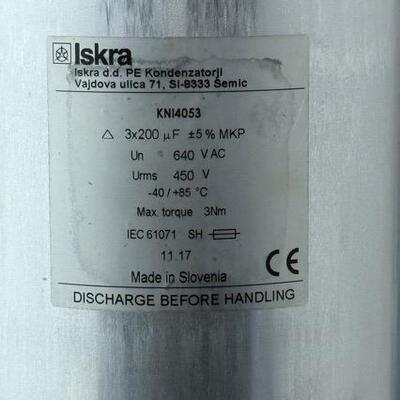 Iskra
Iskra d.d. PE Kondenzatorji
Vajdova ulica 71, SI-8333 Semic
KNI4053
△ 3x200 µF ±5% MKP
Un 640 V AC
Urms 450 V
-40 / +85 °C
Max. torque 3Nm
IEC 61071 SH
11.17
Made in Slovenia
CE
DISCHARGE BEFORE HANDLING